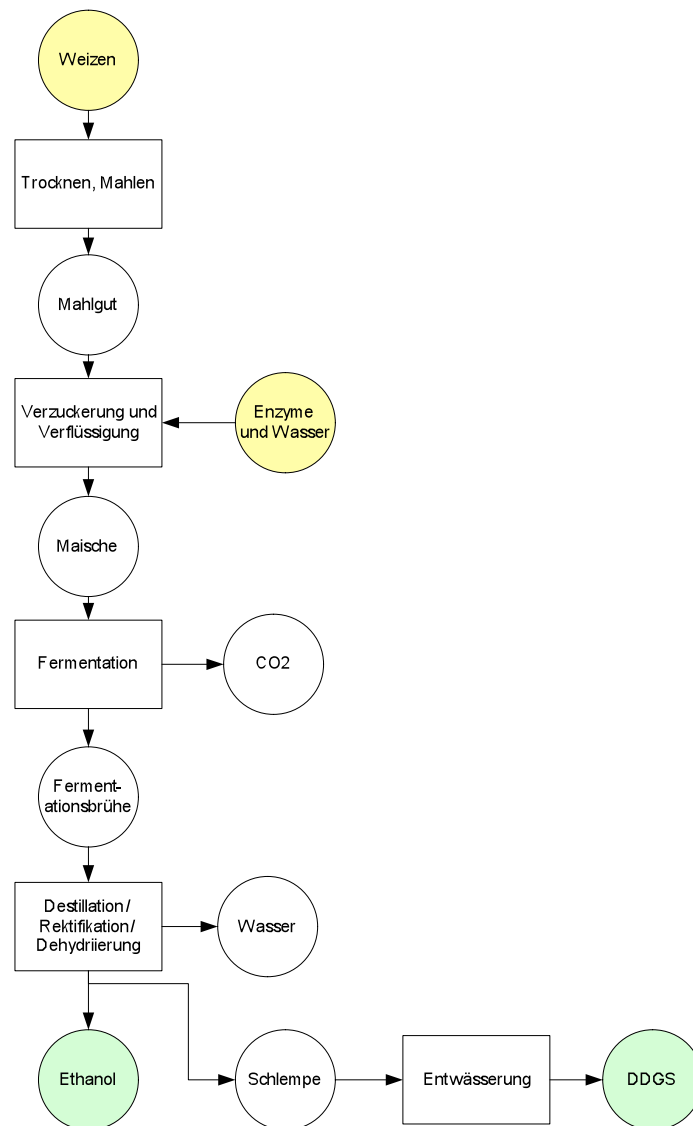 Weizen
Trocknen, Mahlen
Mahlgut
Verzuckerung und
Verflüssigung
Enzyme
und Wasser
Maische
Fermentation
CO2
Ferment-
ationsbrühe
Destillation/
Rektifikation/
Dehydriierung
Wasser
Ethanol
Schlempe
Entwässerung
DDGS